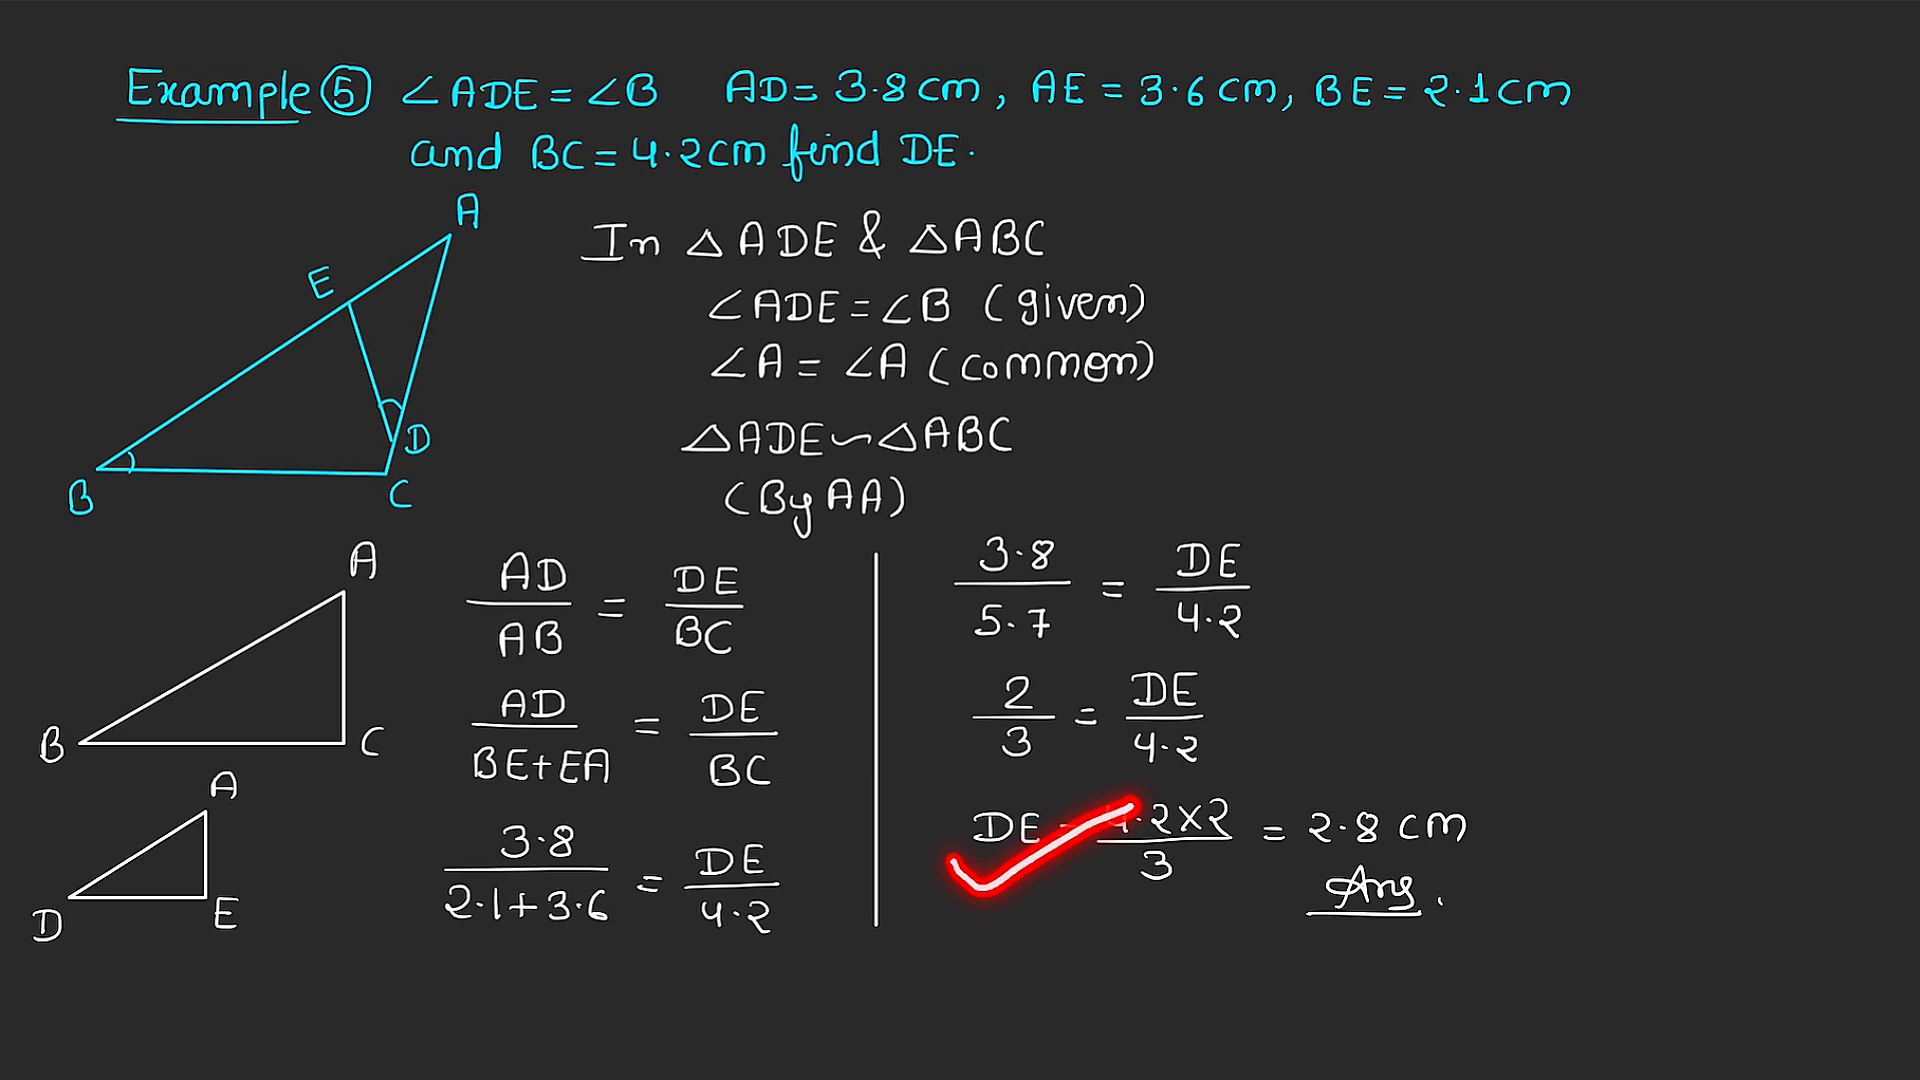 Example ⑤ ∠ADE = ∠B AD = 3.8 cm, AE = 3.6 cm, BE = 2.1 cm
and BC = 4.2 cm find DE.
A
E
D
B
C
In △ADE & △ABC
∠ADE = ∠B (given)
∠A = ∠A (common)
△ADE ∽ △ABC
(By AA)
A
B
C
A
D
E
AD/AB = DE/BC
AD/BE+EA = DE/BC
3.8/2.1+3.6 = DE/4.2
3.8/5.7 = DE/4.2
2/3 = DE/4.2
DE = 4.2×2/3 = 2.8 cm
Ans.